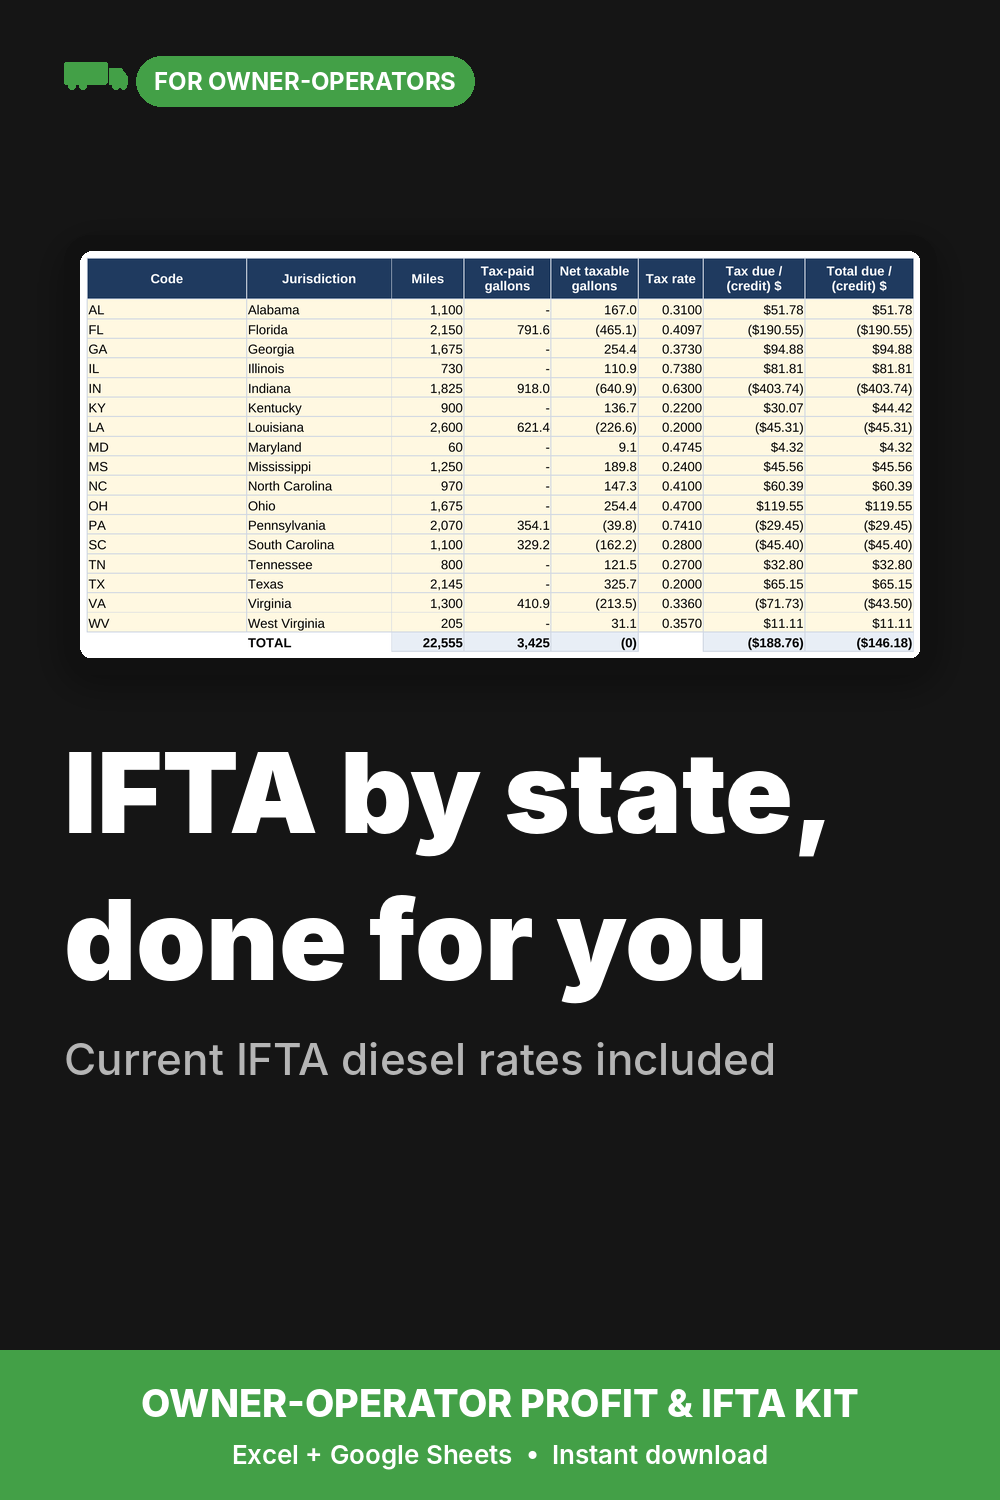 FOR OWNER-OPERATORS
Code Jurisdiction Miles Tax-paid gallons Net taxable gallons Tax rate Tax due / (credit) $ Total due / (credit) $
AL Alabama 1,100 - 167.0 0.3100 $51.78 $51.78
FL Florida 2,150 791.6 (465.1) 0.4097 ($190.55) ($190.55)
GA Georgia 1,675 - 254.4 0.3730 $94.88 $94.88
IL Illinois 730 - 110.9 0.7380 $81.81 $81.81
IN Indiana 1,825 918.0 (640.9) 0.6300 ($403.74) ($403.74)
KY Kentucky 900 - 136.7 0.2200 $30.07 $44.42
LA Louisiana 2,600 621.4 (226.6) 0.2000 ($45.31) ($45.31)
MD Maryland 60 - 9.1 0.4745 $4.32 $4.32
MS Mississippi 1,250 - 189.8 0.2400 $45.56 $45.56
NC North Carolina 970 - 147.3 0.4100 $60.39 $60.39
OH Ohio 1,675 - 254.4 0.4700 $119.55 $119.55
PA Pennsylvania 2,070 354.1 (39.8) 0.7410 ($29.45) ($29.45)
SC South Carolina 1,100 329.2 (162.2) 0.2800 ($45.40) ($45.40)
TN Tennessee 800 - 121.5 0.2700 $32.80 $32.80
TX Texas 2,145 - 325.7 0.2000 $65.15 $65.15
VA Virginia 1,300 410.9 (213.5) 0.3360 ($71.73) ($43.50)
WV West Virginia 205 - 31.1 0.3570 $11.11 $11.11
TOTAL 22,555 3,425 (0) ($188.76) ($146.18)
IFTA by state,
done for you
Current IFTA diesel rates included
OWNER-OPERATOR PROFIT & IFTA KIT
Excel + Google Sheets • Instant download